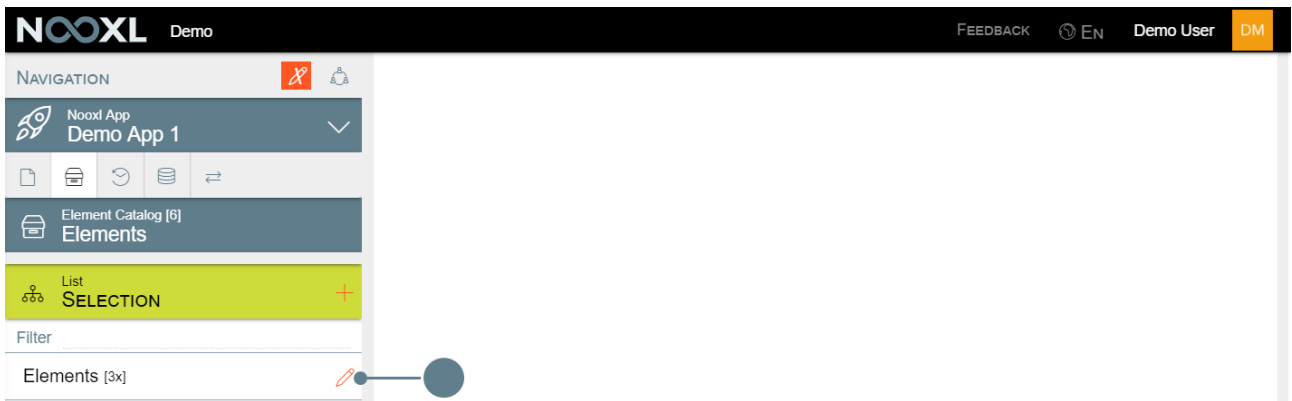 NOOXL Demo FEEDBACK EN Demo User DM
NAVIGATION
Nooxl App
Demo App 1
Element Catalog [6]
Elements
List
SELECTION
Filter
Elements [3x]